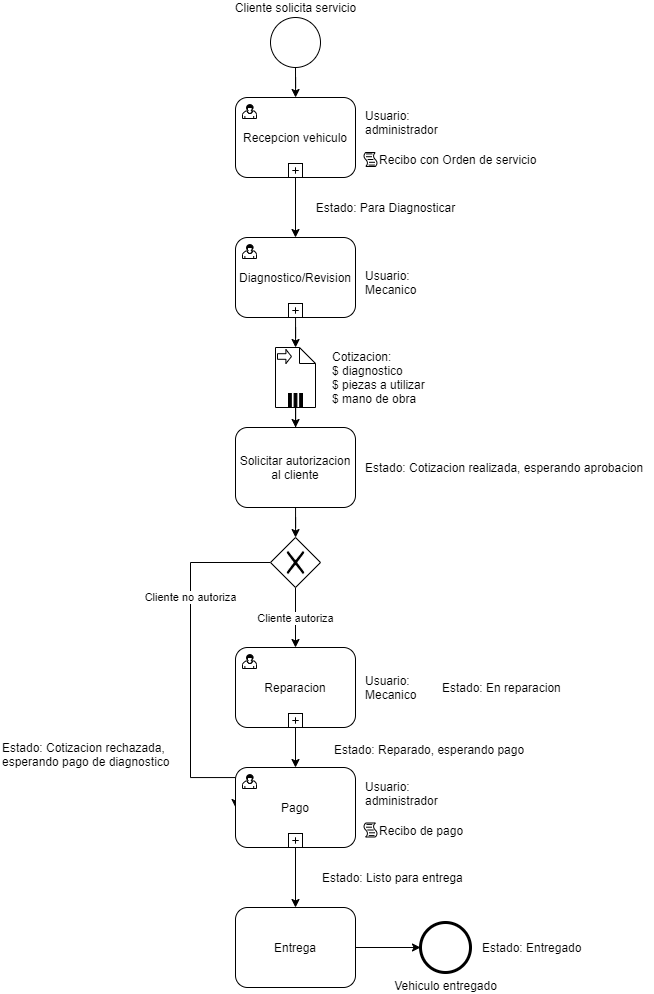 Cliente solicita servicio
Recepcion vehiculo
Usuario:
administrador
Recibo con Orden de servicio
Estado: Para Diagnosticar
Diagnostico/Revision
Usuario:
Mecanico
Cotizacion:
$ diagnostico
$ piezas a utilizar
$ mano de obra
Solicitar autorizacion
al cliente
Estado: Cotizacion realizada, esperando aprobacion
Cliente no autoriza
Cliente autoriza
Reparacion
Usuario:
Mecanico
Estado: En reparacion
Estado: Cotizacion rechazada,
esperando pago de diagnostico
Estado: Reparado, esperando pago
Pago
Usuario:
administrador
Recibo de pago
Estado: Listo para entrega
Entrega
Estado: Entregado
Vehiculo entregado